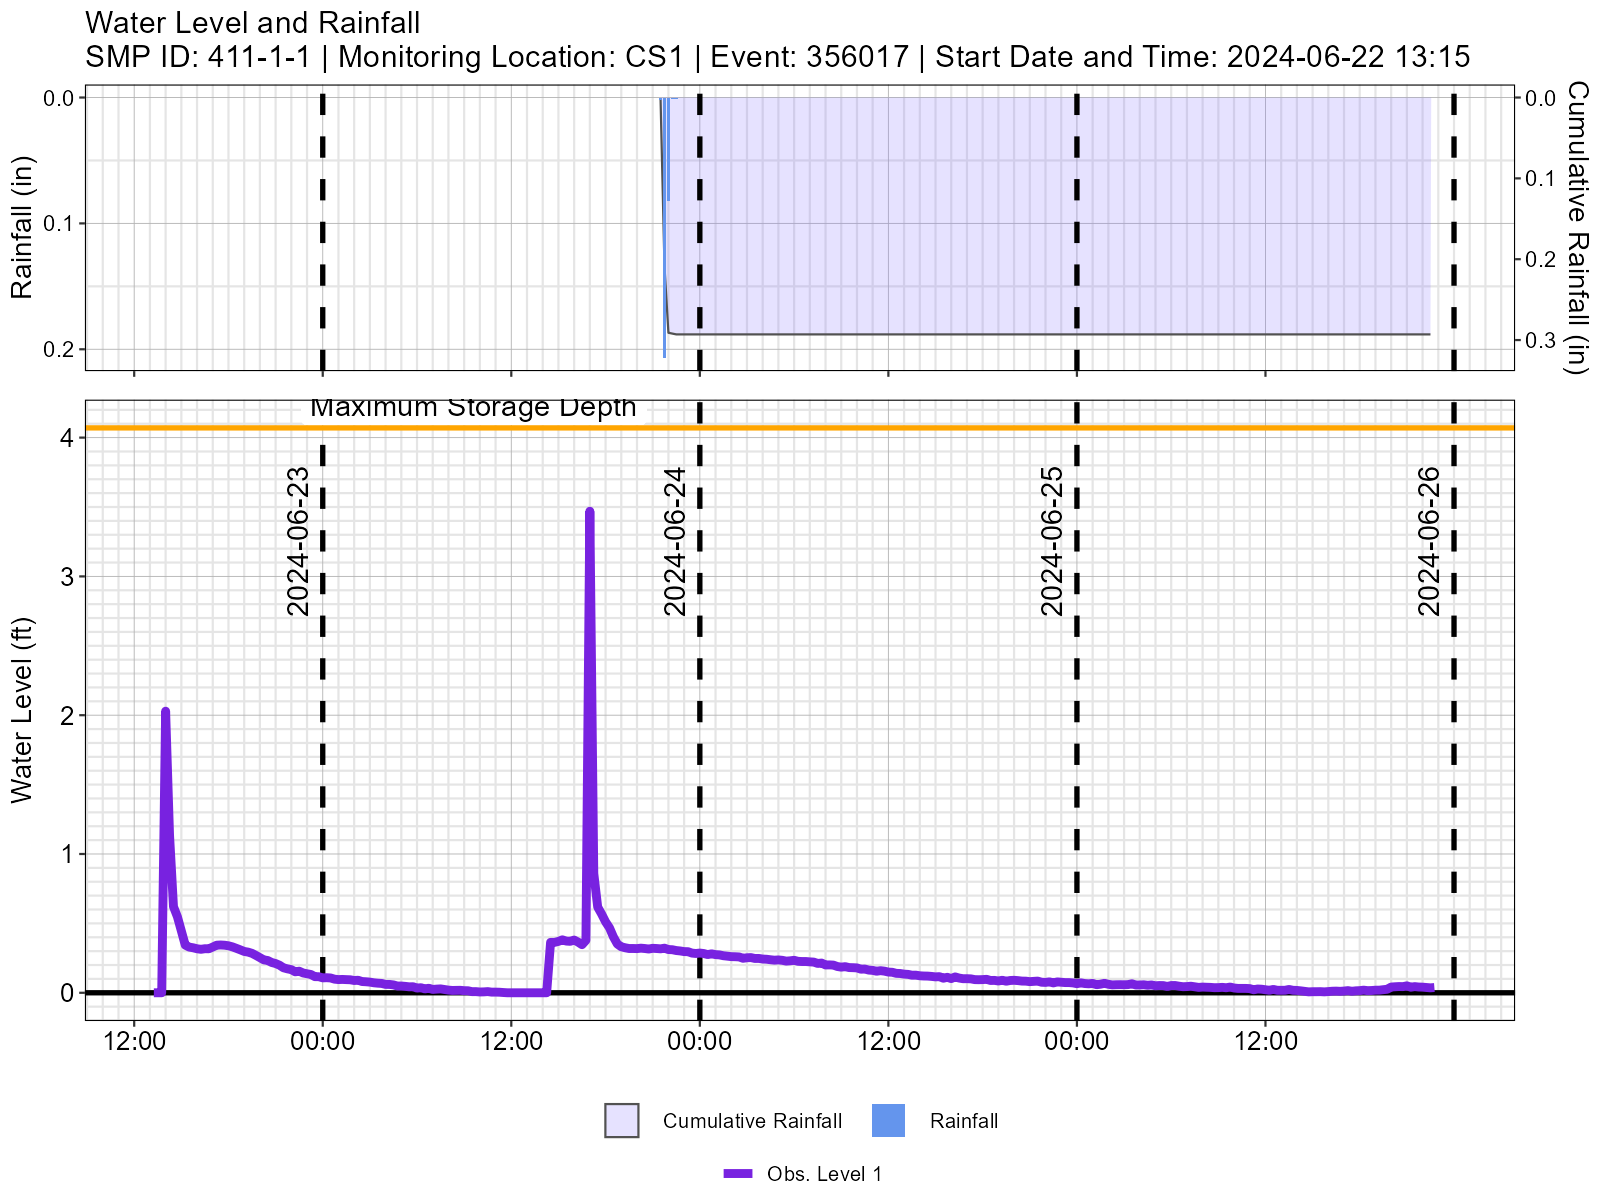 Water Level and Rainfall
SMP ID: 411-1-1 | Monitoring Location: CS1 | Event: 356017 | Start Date and Time: 2024-06-22 13:15
Rainfall (in)
0.0
0.1
0.2
0.0
0.1
0.2
0.3
Cumulative Rainfall (in)
Maximum Storage Depth
Water Level (ft)
4
3
2
1
0
2024-06-23
2024-06-24
2024-06-25
2024-06-26
12:00 00:00 12:00 00:00 12:00 00:00 12:00
Cumulative Rainfall
Rainfall
Obs. Level 1